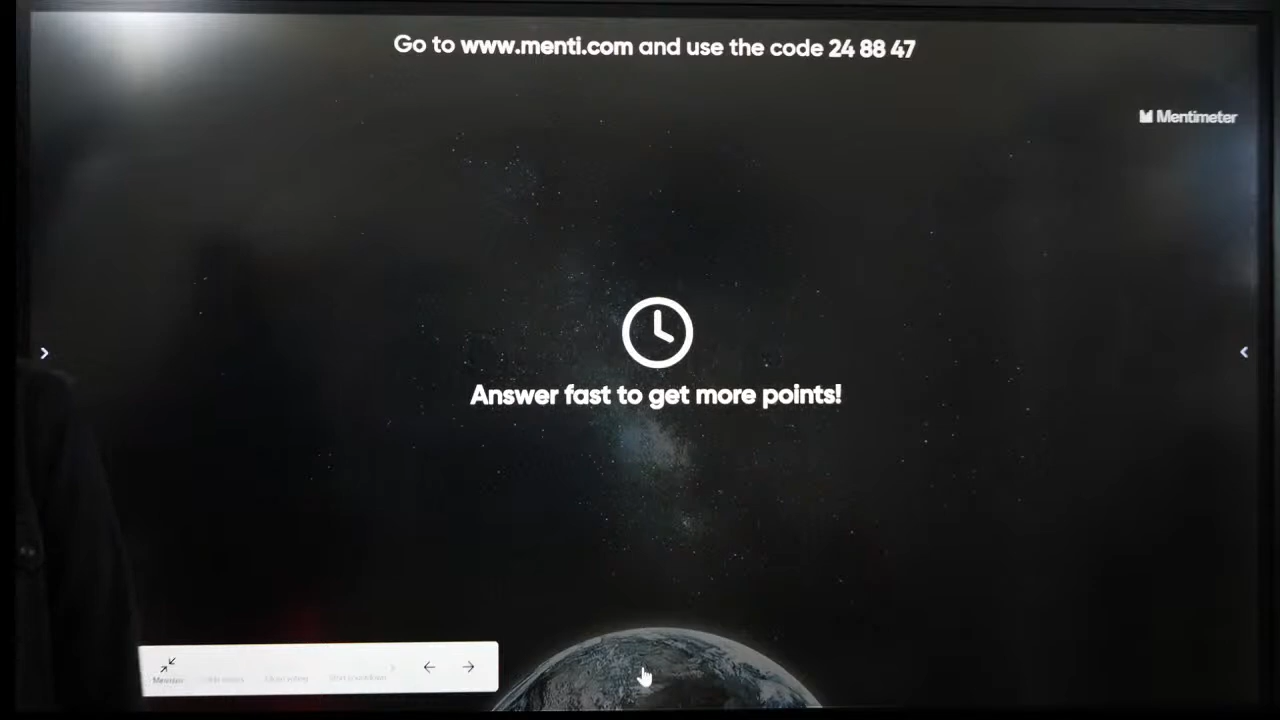 Go to www.menti.com and use the code 24 88 47
Mentimeter
Answer fast to get more points!